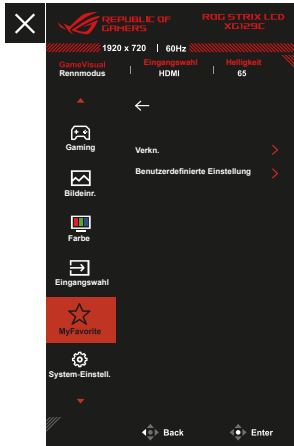 REPUBLIC OF
GAMERS
ROG STRIX LCD
XG129C
1920 x 720 | 60Hz
GameVisual
Rennmodus
Eingangswahl
HDMI
Helligkeit
65
Gaming
Bildeinr.
Farbe
Eingangswahl
MyFavorite
System-Einstell.
Verkn.
Benutzerdefinierte Einstellung
Back
Enter